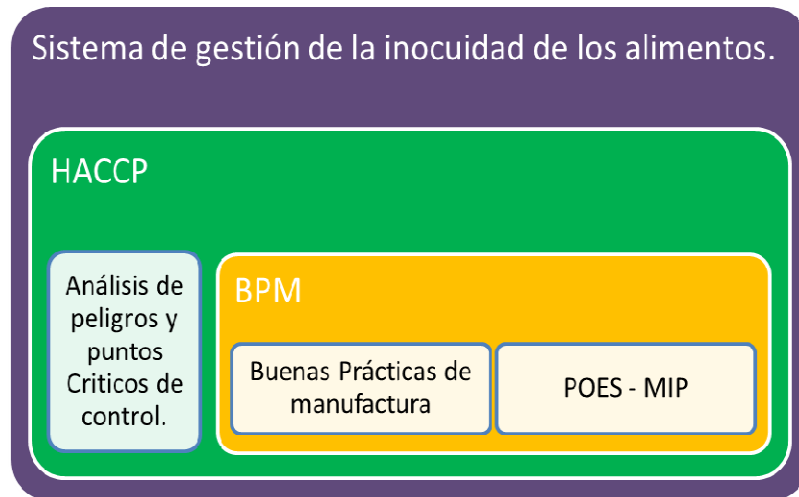 Sistema de gestión de la inocuidad de los alimentos.
HACCP
Análisis de
peligros y
puntos
Criticos de
control.
BPM
Buenas Prácticas de
manufactura
POES - MIP